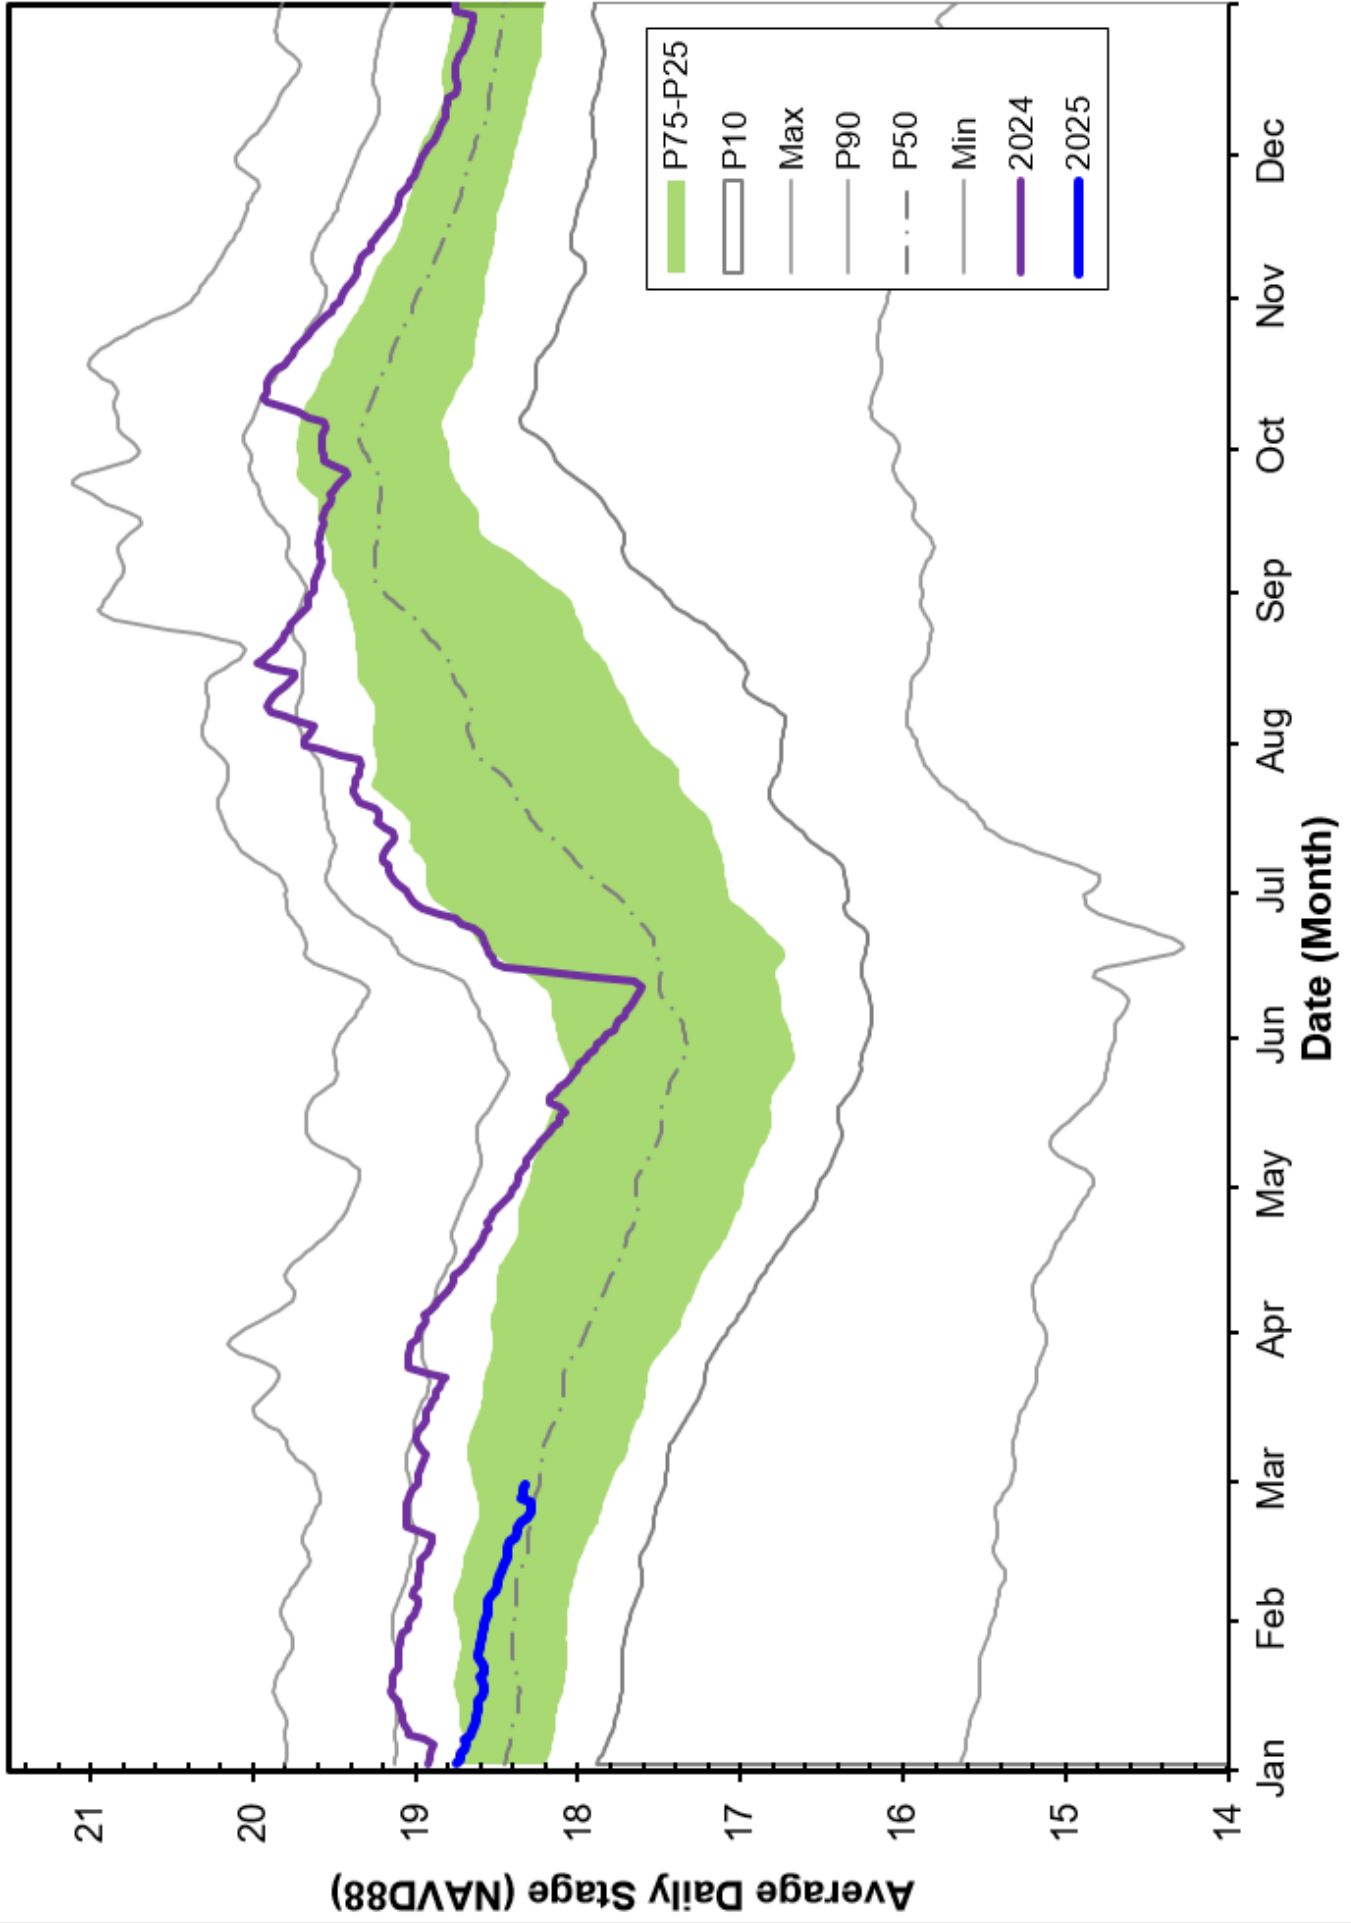 Average Daily Stage (NAVD88)
21
20
19
18
17
16
15
14
Jan
Feb
Mar
Apr
May
Jun
Jul
Aug
Sep
Oct
Nov
Dec
Date (Month)
P75-P25
P10
Max
P90
P50
Min
2024
2025